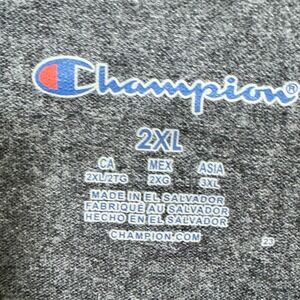 Champion®
2XL
CA MEX ASIA
2XL/2TG 2XG 3XL
MADE IN EL SALVADOR
FABRIQUÉ AU SALVADOR
HECHO EN EL SALVADOR
CHAMPION.COM